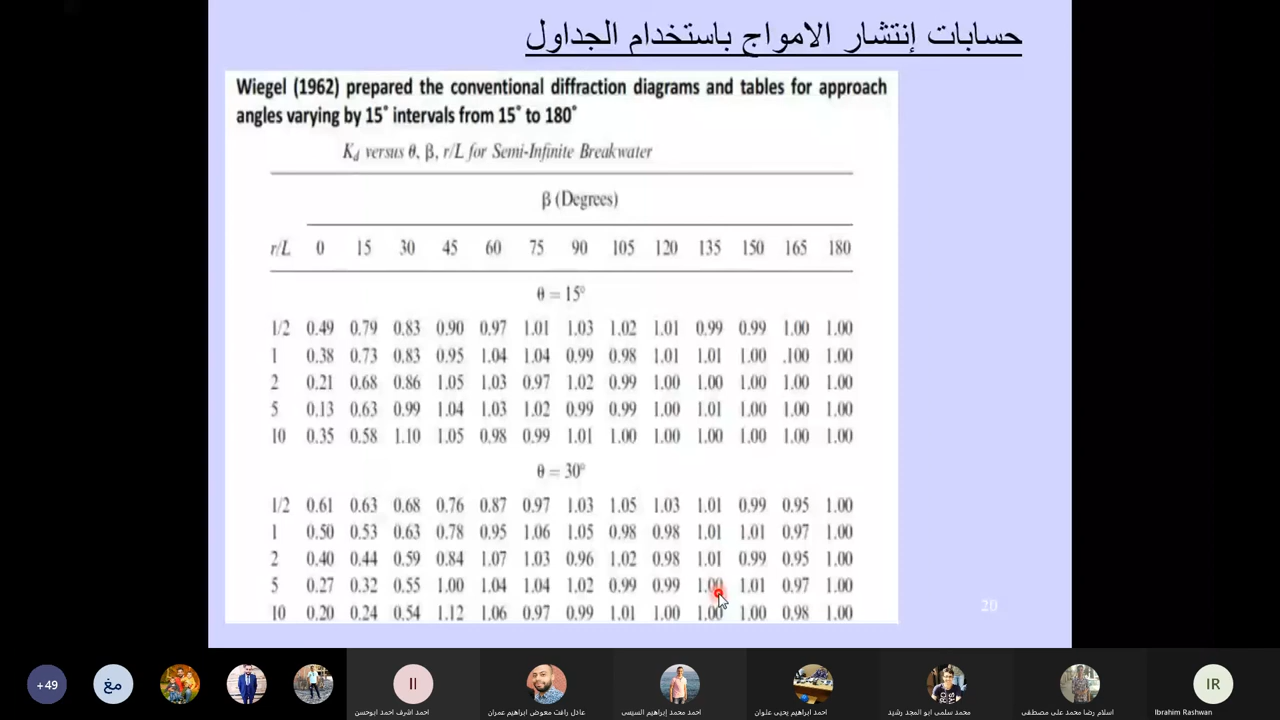 حسابات إنتشار الامواج باستخدام الجداول
Wiegel (1962) prepared the conventional diffraction diagrams and tables for approach
angles varying by 15° intervals from 15° to 180°
Kd versus θ, β, r/L for Semi-Infinite Breakwater
β (Degrees)
r/L 0 15 30 45 60 75 90 105 120 135 150 165 180
θ = 15°
1/2 0.49 0.79 0.83 0.90 0.97 1.01 1.03 1.02 1.01 0.99 0.99 1.00 1.00
1 0.38 0.73 0.83 0.95 1.04 1.04 0.99 0.98 1.01 1.01 1.00 .100 1.00
2 0.21 0.68 0.86 1.05 1.03 0.97 1.02 0.99 1.00 1.00 1.00 1.00 1.00
5 0.13 0.63 0.99 1.04 1.03 1.02 0.99 0.99 1.00 1.01 1.00 1.00 1.00
10 0.35 0.58 1.10 1.05 0.98 0.99 1.01 1.00 1.00 1.00 1.00 1.00 1.00
θ = 30°
1/2 0.61 0.63 0.68 0.76 0.87 0.97 1.03 1.05 1.03 1.01 0.99 0.95 1.00
1 0.50 0.53 0.63 0.78 0.95 1.06 1.05 0.98 0.98 1.01 1.01 0.97 1.00
2 0.40 0.44 0.59 0.84 1.07 1.03 0.96 1.02 0.98 1.01 0.99 0.95 1.00
5 0.27 0.32 0.55 1.00 1.04 1.04 1.02 0.99 0.99 1.00 1.01 0.97 1.00
10 0.20 0.24 0.54 1.12 1.06 0.97 0.99 1.01 1.00 1.00 1.00 0.98 1.00
20
+49
مغ
II
IR
احمد اشرف احمد ابوحسن
عادل رافت معوض ابراهيم عمران
احمد محمد إبراهيم السيسى
احمد ابراهيم يحيى علوان
محمد سلمى ابو المجد رشيد
اسلام رضا محمد على مصطفى
Ibrahim Rashwan